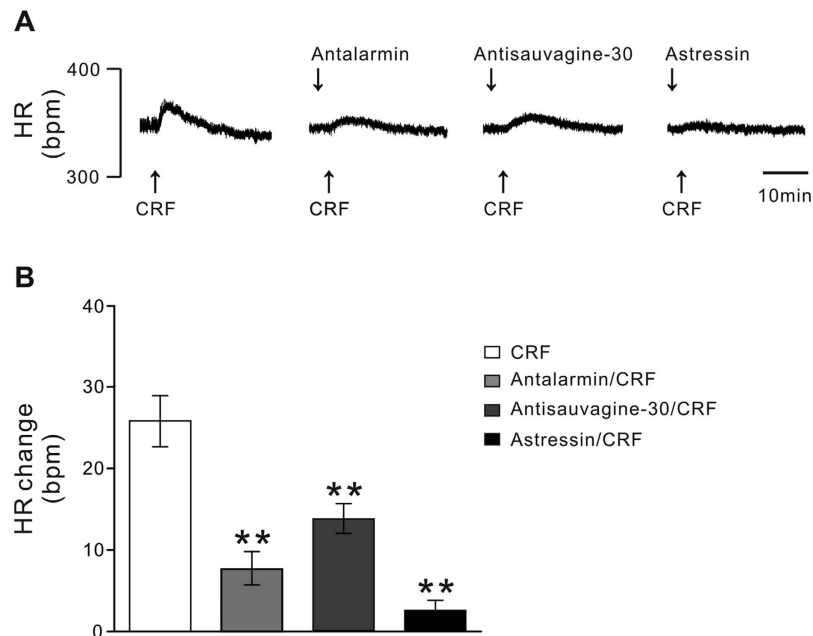 A
Antalarmin
Antisauvagine-30
Astressin
400
300
HR
(bpm)
CRF
CRF
CRF
CRF
10min
B
40
30
20
10
0
HR change
(bpm)
**
**
**
CRF
Antalarmin/CRF
Antisauvagine-30/CRF
Astressin/CRF